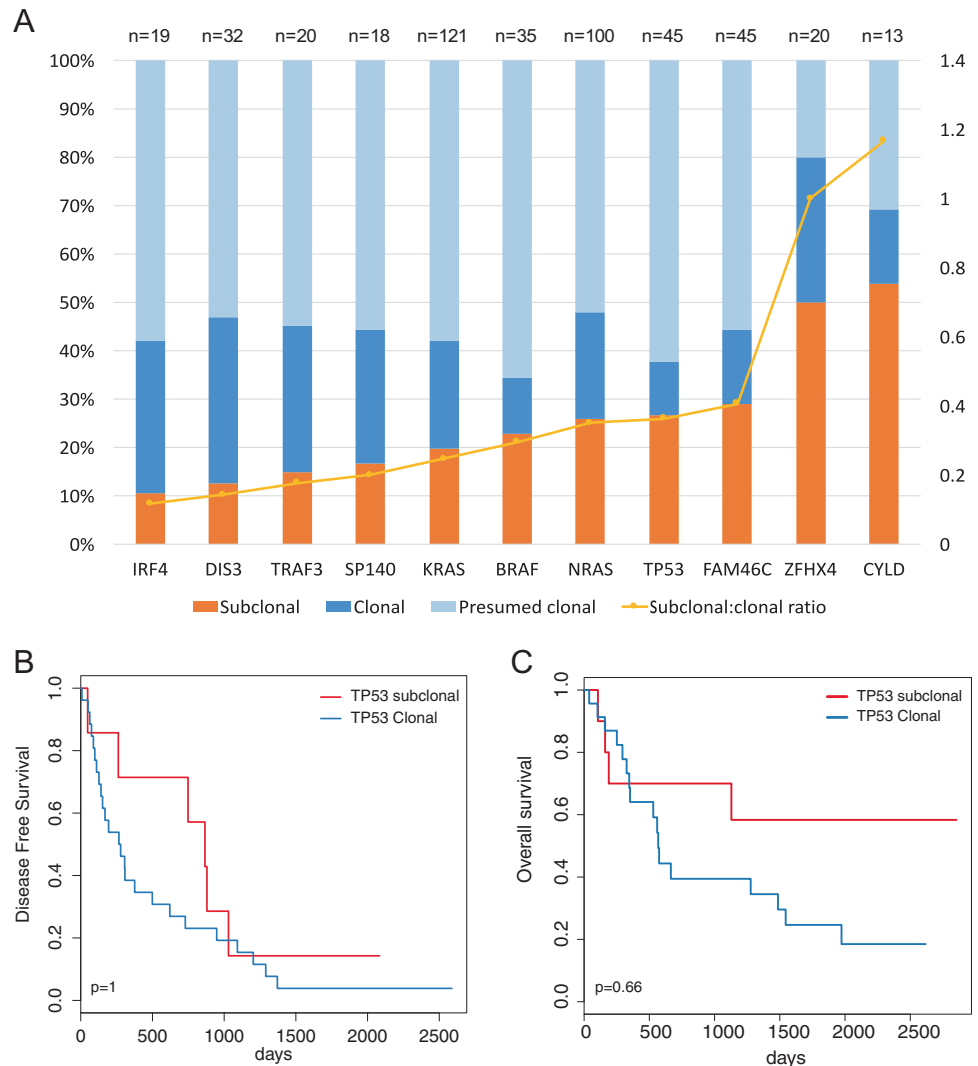 A
n=19 n=32 n=20 n=18 n=121 n=35 n=100 n=45 n=45 n=20 n=13
100% 1.4
90%
1.2
80%
70% 1
60% 0.8
50%
0.6
40%
30% 0.4
20%
0.2
10%
0% 0
IRF4 DIS3 TRAF3 SP140 KRAS BRAF NRAS TP53 FAM46C ZFHX4 CYLD
Subclonal Clonal Presumed clonal Subclonal:clonal ratio
B
Disease Free Survival
1.0
0.8
0.6
0.4
0.2
0.0
TP53 subclonal
TP53 Clonal
p=1
0 500 1000 1500 2000 2500
days
C
Overall survival
1.0
0.8
0.6
0.4
0.2
0.0
TP53 subclonal
TP53 Clonal
p=0.66
0 500 1000 1500 2000 2500
days